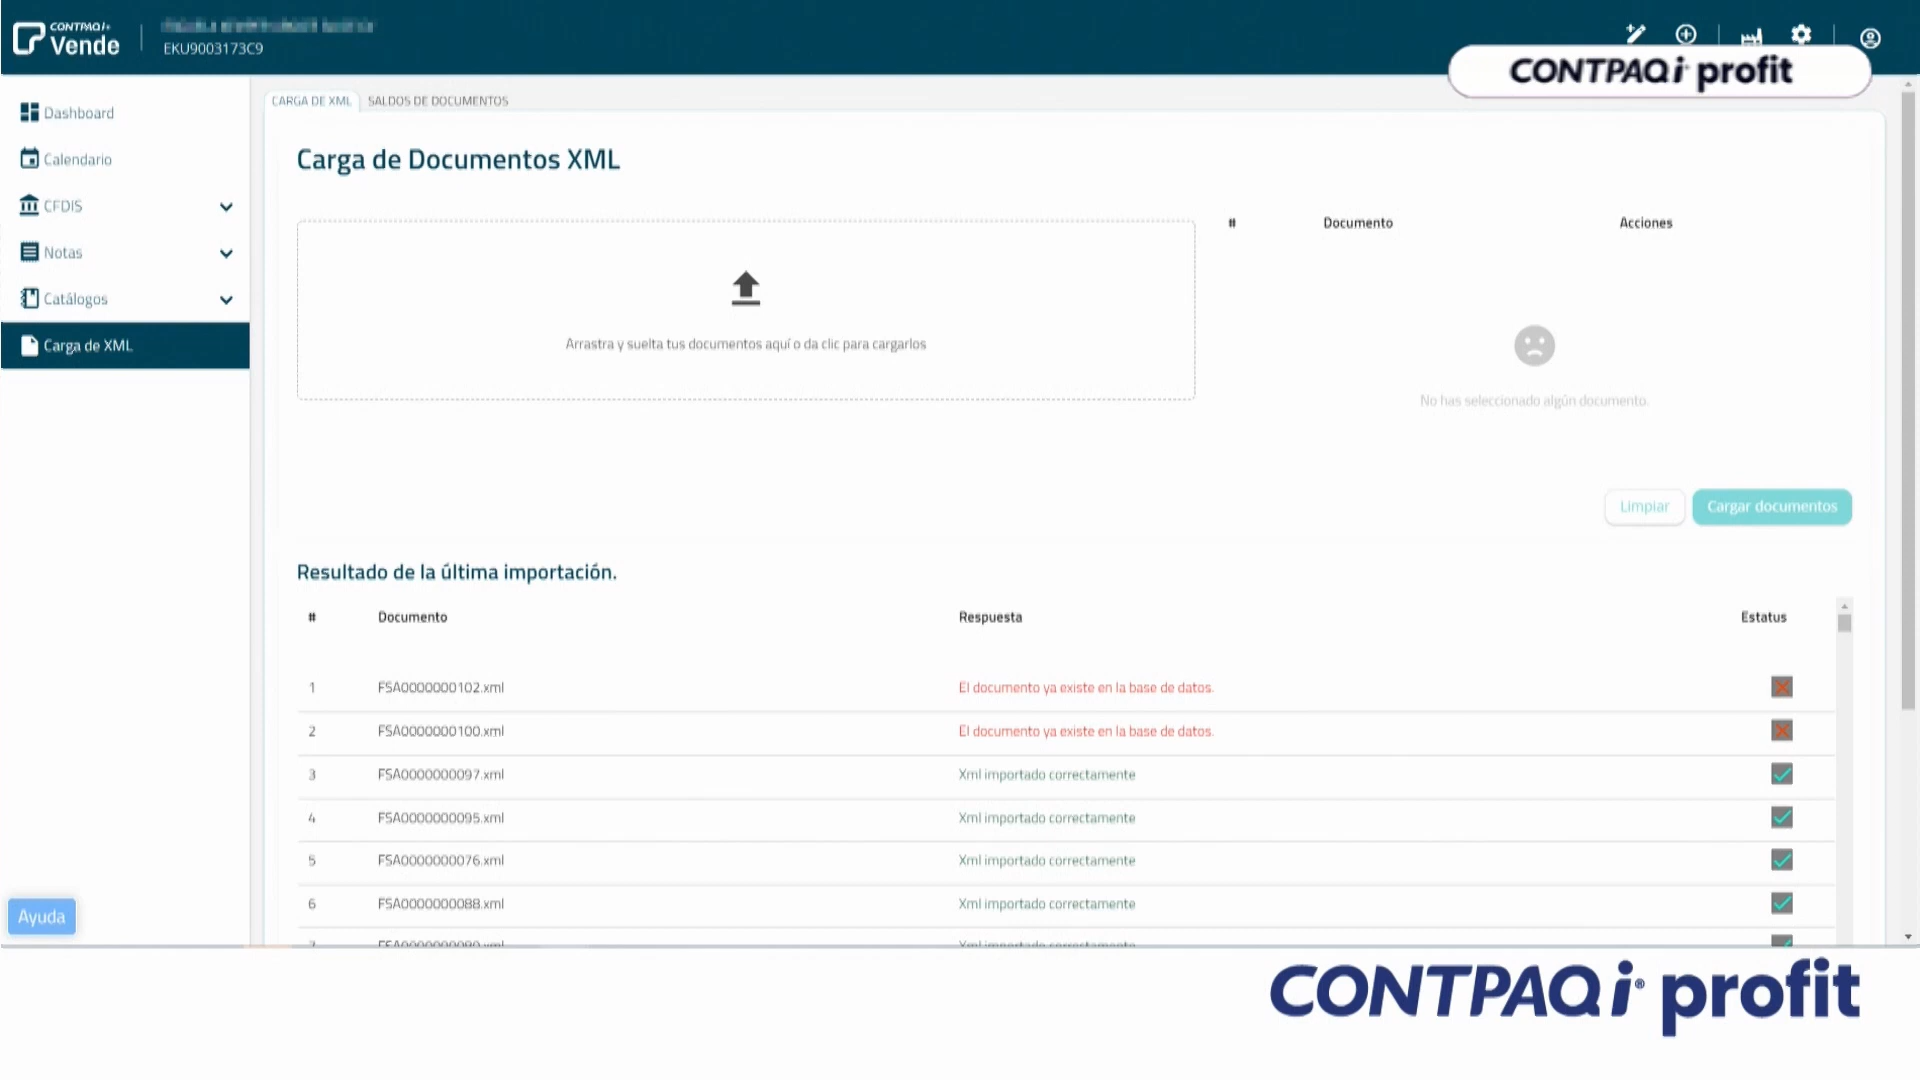 CONTPAQi
Vende
EKU9003173C9
CONTPAQi profit
Dashboard
Calendario
CFDIS
Notas
Catálogos
Carga de XML
Ayuda
CARGA DE XML
SALDOS DE DOCUMENTOS
Carga de Documentos XML
Arrastra y suelta tus documentos aquí o da clic para cargarlos
# Documento Acciones
No has seleccionado algún documento.
Limpiar
Cargar documentos
Resultado de la última importación.
# Documento Respuesta Estatus
1 FSA0000000102.xml El documento ya existe en la base de datos.
2 FSA0000000100.xml El documento ya existe en la base de datos.
3 FSA0000000097.xml Xml importado correctamente
4 FSA0000000095.xml Xml importado correctamente
5 FSA0000000076.xml Xml importado correctamente
6 FSA0000000088.xml Xml importado correctamente
Xml importado correctamente
CONTPAQi® profit